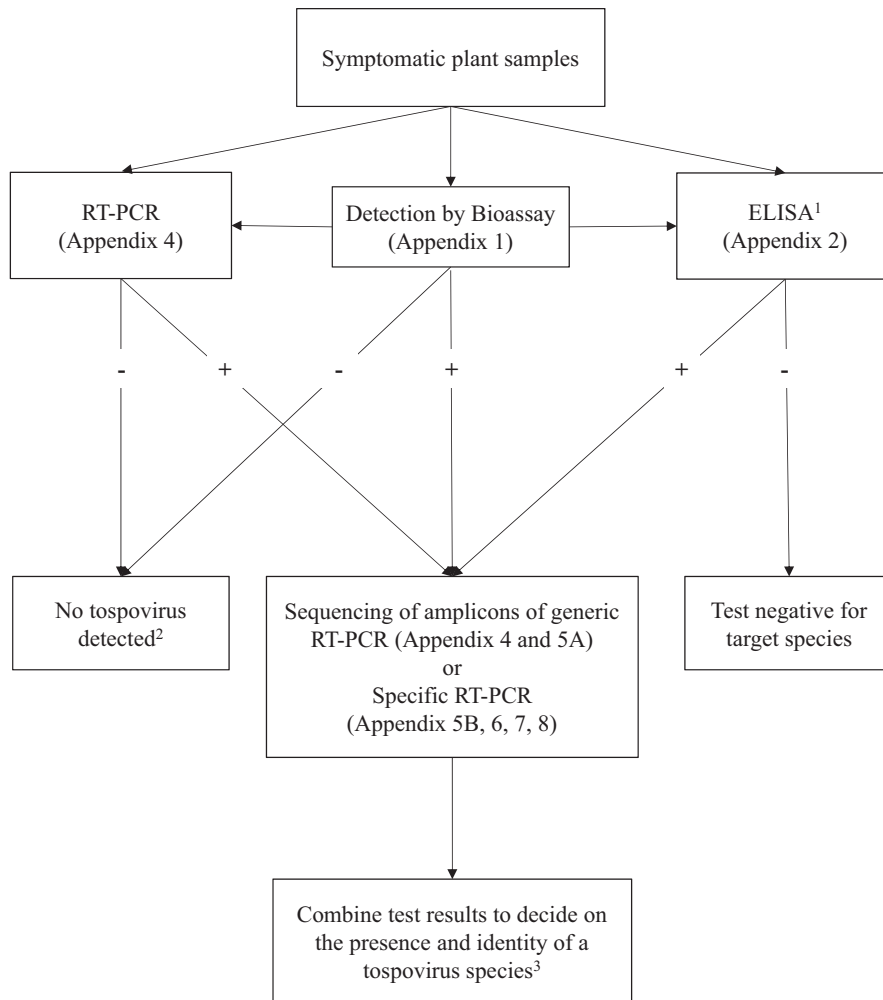 Symptomatic plant samples
RT-PCR
(Appendix 4)
Detection by Bioassay
(Appendix 1)
ELISA¹
(Appendix 2)
-
+
-
+
+
-
No tospovirus
detected²
Sequencing of amplicons of generic
RT-PCR (Appendix 4 and 5A)
or
Specific RT-PCR
(Appendix 5B, 6, 7, 8)
Test negative for
target species
Combine test results to decide on
the presence and identity of a
tospovirus species³